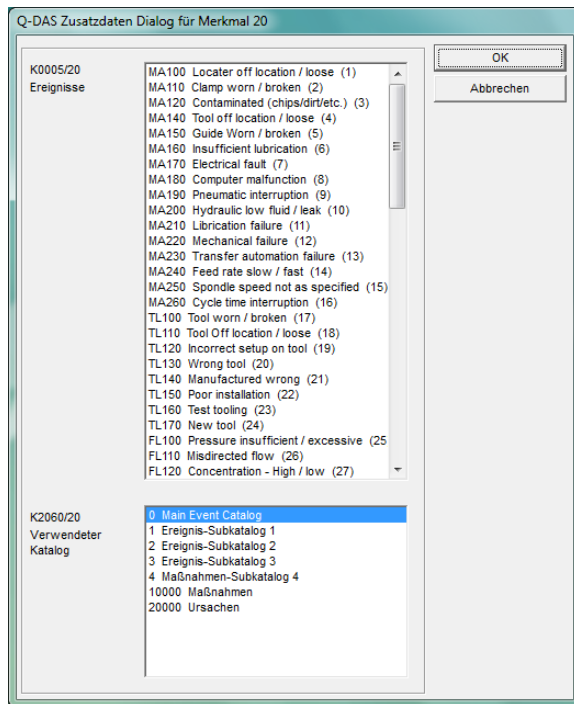 Q-DAS Zusatzdaten Dialog für Merkmal 20
OK
Abbrechen
K0005/20
Ereignisse
MA100 Locater off location / loose (1)
MA110 Clamp worn / broken (2)
MA120 Contaminated (chips/dirt/etc.) (3)
MA140 Tool off location / loose (4)
MA150 Guide Worn / broken (5)
MA160 Insufficient lubrication (6)
MA170 Electrical fault (7)
MA180 Computer malfunction (8)
MA190 Pneumatic interruption (9)
MA200 Hydraulic low fluid / leak (10)
MA210 Librication failure (11)
MA220 Mechanical failure (12)
MA230 Transfer automation failure (13)
MA240 Feed rate slow / fast (14)
MA250 Spondle speed not as specified (15)
MA260 Cycle time interruption (16)
TL100 Tool worn / broken (17)
TL110 Tool Off location / loose (18)
TL120 Incorrect setup on tool (19)
TL130 Wrong tool (20)
TL140 Manufactured wrong (21)
TL150 Poor installation (22)
TL160 Test tooling (23)
TL170 New tool (24)
FL100 Pressure insufficient / excessive (25
FL110 Misdirected flow (26)
FL120 Concentration - High / low (27)
K2060/20
Verwendeter
Katalog
0 Main Event Catalog
1 Ereignis-Subkatalog 1
2 Ereignis-Subkatalog 2
3 Ereignis-Subkatalog 3
4 Maßnahmen-Subkatalog 4
10000 Maßnahmen
20000 Ursachen